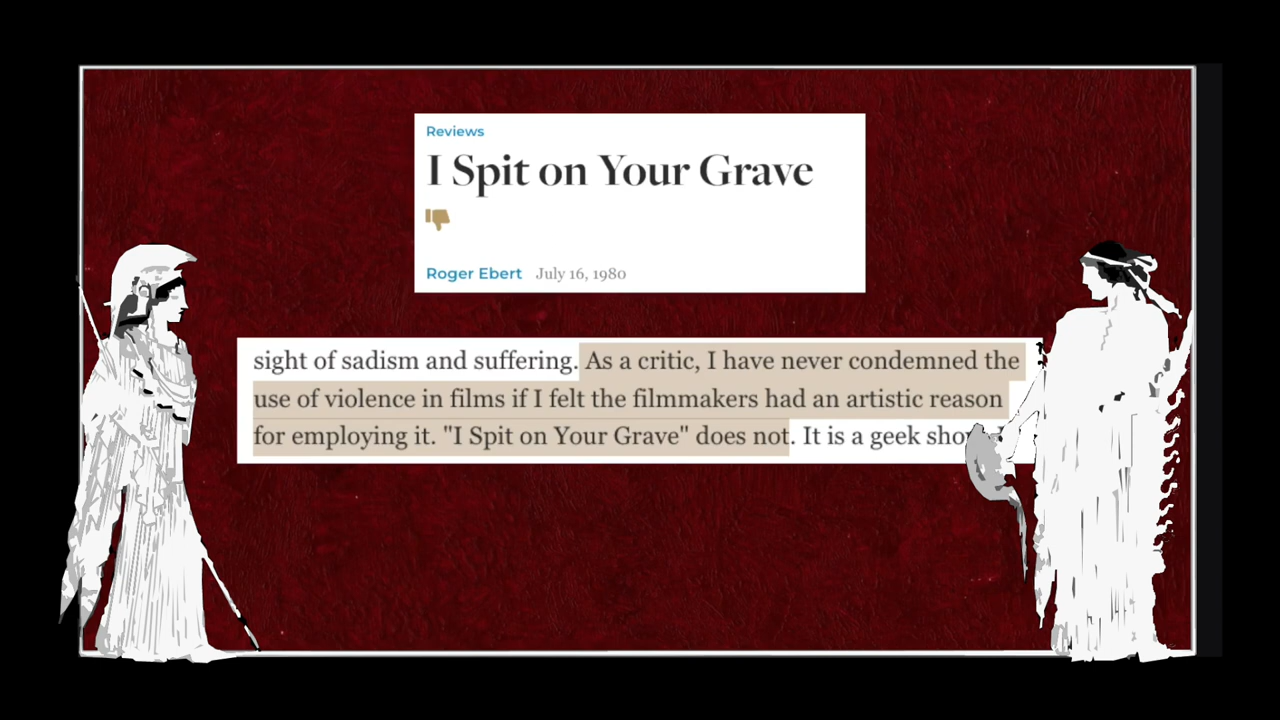 Reviews
I Spit on Your Grave
Roger Ebert July 16, 1980
sight of sadism and suffering. As a critic, I have never condemned the
use of violence in films if I felt the filmmakers had an artistic reason
for employing it. "I Spit on Your Grave" does not. It is a geek